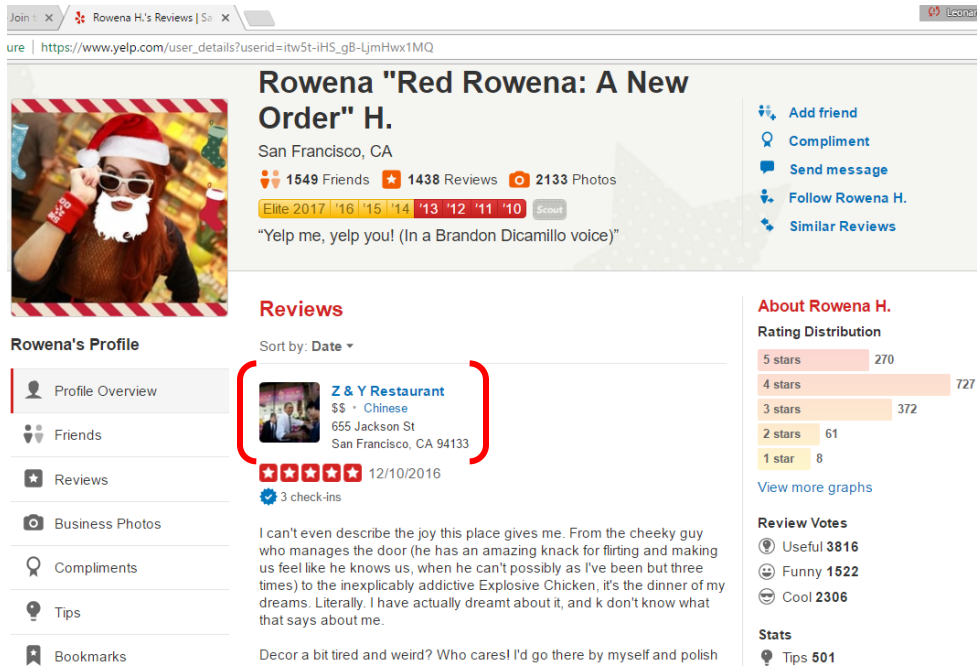 Join t
Rowena H.'s Reviews | Sa
Leonar
ure | https://www.yelp.com/user_details?userid=itw5t-iHS_gB-LjmHwx1MQ
Rowena "Red Rowena: A New
Order" H.
San Francisco, CA
1549 Friends 1438 Reviews 2133 Photos
Elite 2017 '16 '15 '14 '13 '12 '11 '10 Scout
“Yelp me, yelp you! (In a Brandon Dicamillo voice)”
Add friend
Compliment
Send message
Follow Rowena H.
Similar Reviews
Rowena's Profile
Profile Overview
Friends
Reviews
Business Photos
Compliments
Tips
Bookmarks
Reviews
Sort by: Date
Z & Y Restaurant
$$ · Chinese
655 Jackson St
San Francisco, CA 94133
12/10/2016
3 check-ins
I can't even describe the joy this place gives me. From the cheeky guy
who manages the door (he has an amazing knack for flirting and making
us feel like he knows us, when he can't possibly as I've been but three
times) to the inexplicably addictive Explosive Chicken, it's the dinner of my
dreams. Literally. I have actually dreamt about it, and k don't know what
that says about me.
Decor a bit tired and weird? Who cares! I'd go there by myself and polish
About Rowena H.
Rating Distribution
5 stars 270
4 stars 727
3 stars 372
2 stars 61
1 star 8
View more graphs
Review Votes
Useful 3816
Funny 1522
Cool 2306
Stats
Tips 501